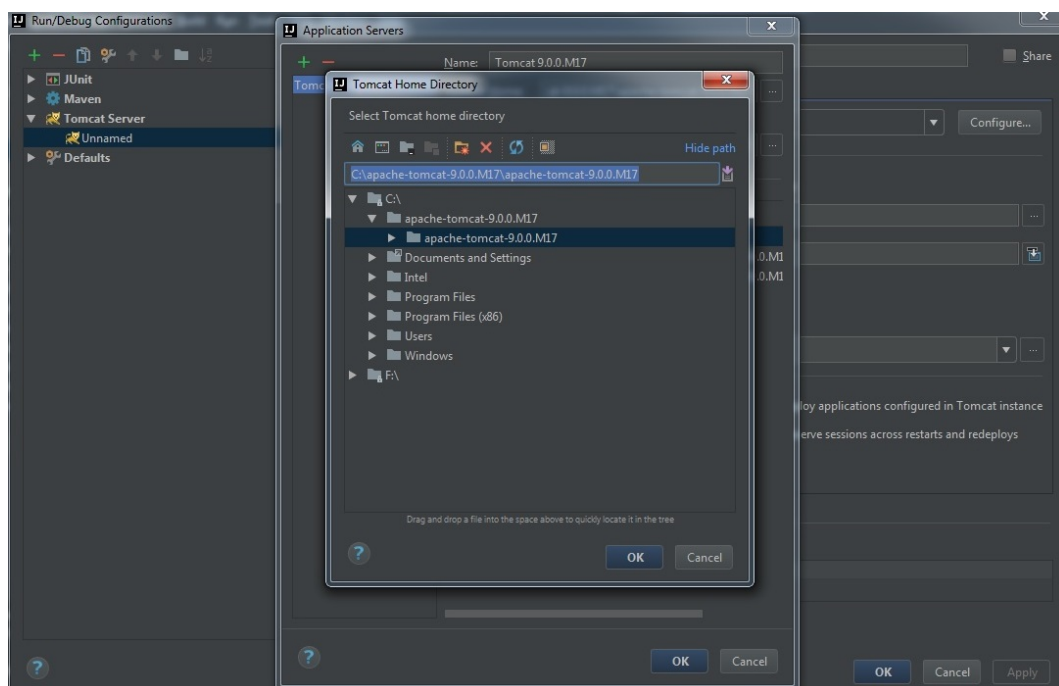 Run/Debug Configurations
JUnit
Maven
Tomcat Server
Unnamed
Defaults
Application Servers
Name: Tomcat 9.0.0.M17
Tomcat Home Directory
Select Tomcat home directory
Hide path
C:\apache-tomcat-9.0.0.M17\apache-tomcat-9.0.0.M17
C:\
apache-tomcat-9.0.0.M17
apache-tomcat-9.0.0.M17
Documents and Settings
Intel
Program Files
Program Files (x86)
Users
Windows
F:\
Drag and drop a file into the space above to quickly locate it in the tree
OK Cancel
OK Cancel
Share
Configure...
.0.M1
.0.M1
loy applications configured in Tomcat instance
erve sessions across restarts and redeploys
OK Cancel Apply